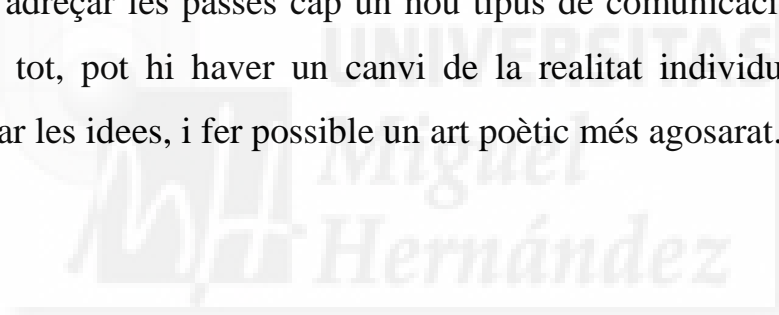 adreçar les passes cap un nou tipus de comunicaci
tot, pot hi haver un canvi de la realitat individu
ar les idees, i fer possible un art poètic més agosarat.
UNIVERSITAS
Miguel
Hernández